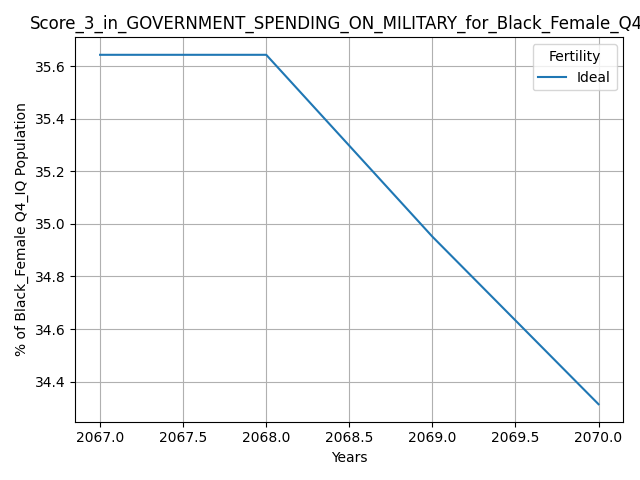 Score_3_in_GOVERNMENT_SPENDING_ON_MILITARY_for_Black_Female_Q4
% of Black_Female Q4_IQ Population
35.6
35.4
35.2
35.0
34.8
34.6
34.4
Fertility
Ideal
2067.0 2067.5 2068.0 2068.5 2069.0 2069.5 2070.0
Years